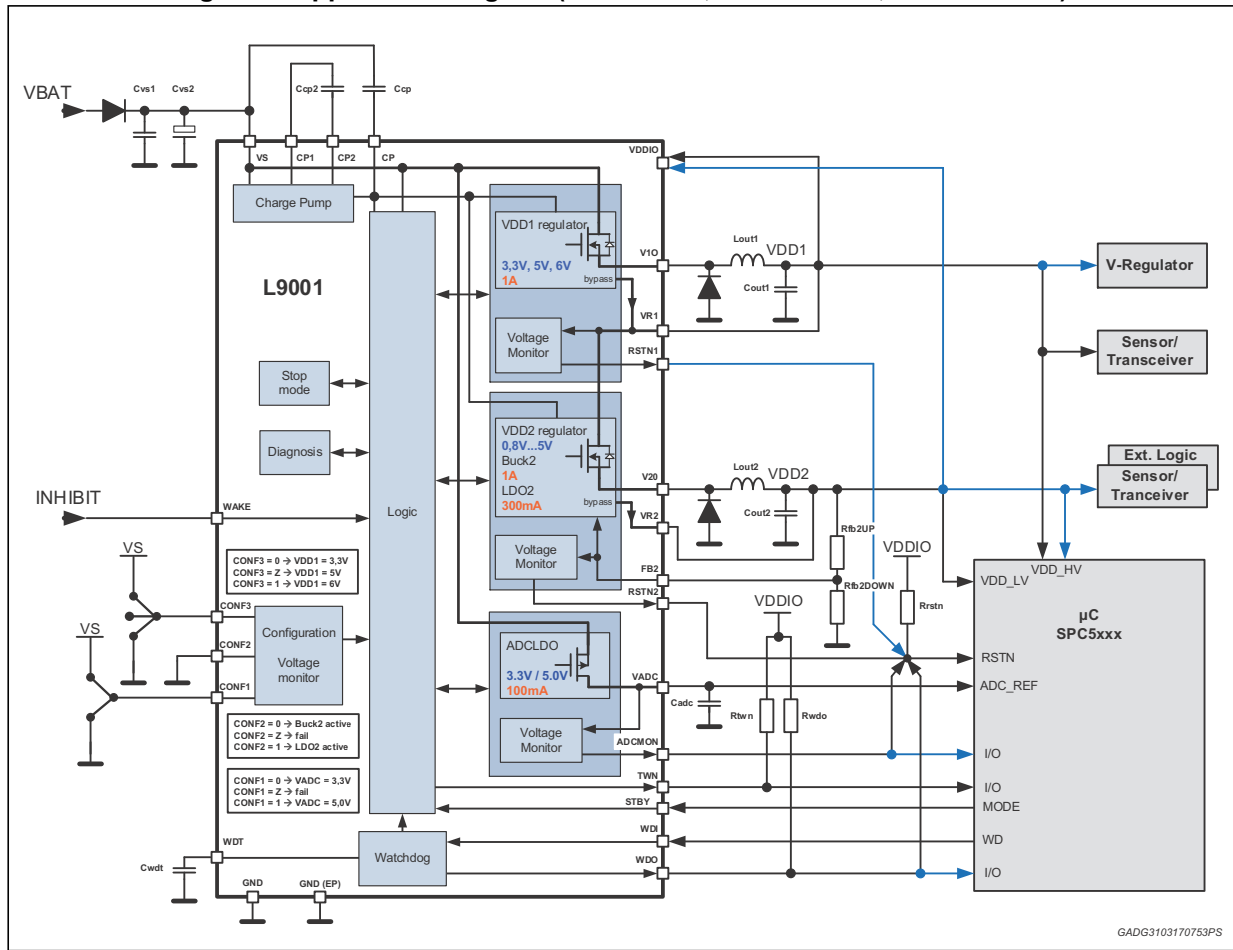 VBAT
Cvs1
Cvs2
Ccp2
Ccp
VS
CP1
CP2
CP
VDDIO
Charge Pump
L9001
VDD1 regulator
3,3V, 5V, 6V
1A
bypass
V1O
Lout1
VDD1
Cout1
VR1
Voltage
Monitor
RSTN1
V-Regulator
Sensor/
Transceiver
Stop
mode
Diagnosis
Logic
VDD2 regulator
0,8V...5V
Buck2
1A
LDO2
300mA
bypass
V20
Lout2
VDD2
Cout2
VR2
Ext. Logic
Sensor/
Tranceiver
INHIBIT
WAKE
Voltage
Monitor
FB2
RSTN2
Rfb2UP
Rfb2DOWN
VDDIO
Rrstn
VDDIO
VDD_HV
VDD_LV
µC
SPC5xxx
RSTN
ADC_REF
I/O
I/O
MODE
WD
I/O
VS
VS
CONF3 = 0 → VDD1 = 3,3V
CONF3 = Z → VDD1 = 5V
CONF3 = 1 → VDD1 = 6V
CONF3
CONF2
CONF1
Configuration
Voltage
monitor
CONF2 = 0 → Buck2 active
CONF2 = Z → fail
CONF2 = 1 → LDO2 active
CONF1 = 0 → VADC = 3,3V
CONF1 = Z → fail
CONF1 = 1 → VADC = 5,0V
ADCLDO
3.3V / 5.0V
100mA
VADC
Cadc
Rtwn
Rwdo
Voltage
Monitor
ADCMON
TWN
STBY
WDI
WDO
WDT
Cwdt
Watchdog
GND
GND (EP)
GADG3103170753PS